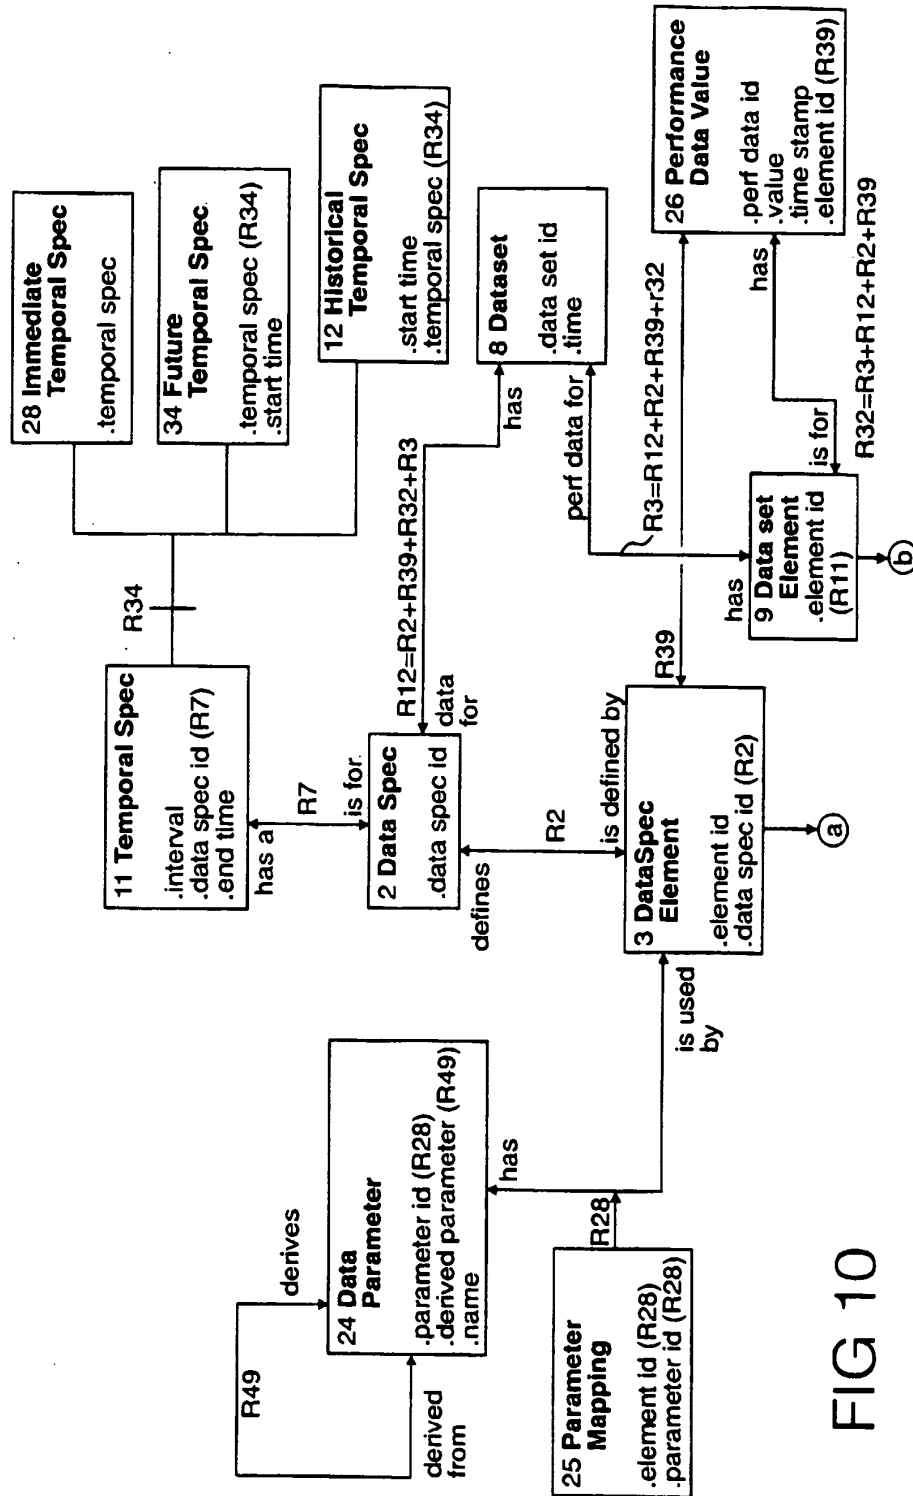 R49
derives
derived
from
24 Data
Parameter
.parameter id (R28)
.derived parameter (R49)
.name
has
25 Parameter
Mapping
.element id (R28)
.parameter id (R28)
R28
is used
by
11 Temporal Spec
.interval
.data spec id (R7)
.end time
R34
28 Immediate
Temporal Spec
.temporal spec
34 Future
Temporal Spec
.temporal spec (R34)
.start time
12 Historical
Temporal Spec
.start time
.temporal spec (R34)
has a
R7
is for
2 Data Spec
.data spec id
R12=R2+R39+R32+R3
data
for
has
8 Dataset
.data set id
.time
defines
R2
is defined by
3 DataSpec
Element
.element id
.data spec id (R2)
a
R39
perf data for
R3=R12+R2+R39+r32
has
9 Data set
Element
.element id
(R11)
b
is for
has
R32=R3+R12+R2+R39
26 Performance
Data Value
.perf data id
.value
.time stamp
.element id (R39)
FIG 10